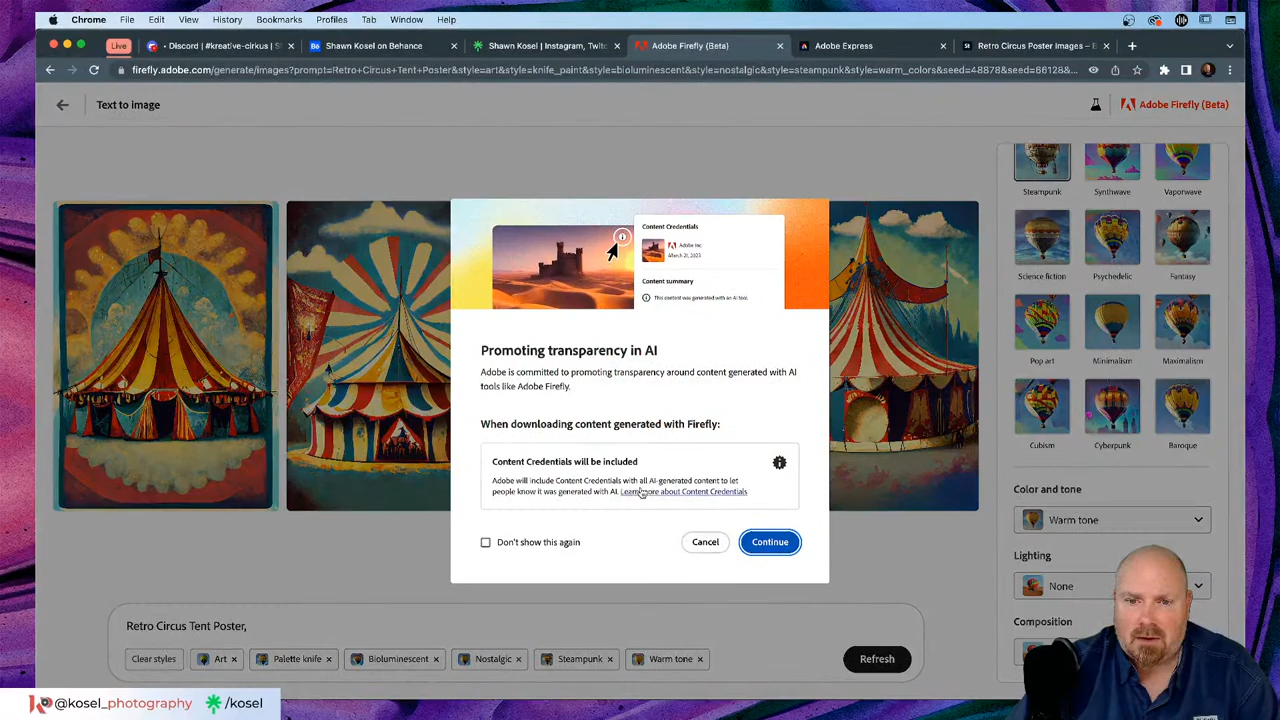 Chrome File Edit View History Bookmarks Profiles Tab Window Help
Live
Discord | #kreative-cirkus | S
Shawn Kosel on Behance
Shawn Kosel | Instagram, Twitc
Adobe Firefly (Beta)
Adobe Express
Retro Circus Poster Images – B
firefly.adobe.com/generate/images?prompt=Retro+Circus+Tent+Poster&style=art&style=knife_paint&style=bioluminescent&style=nostalgic&style=steampunk&style=warm_colors&seed=48878&seed=66128&...
Text to image
Adobe Firefly (Beta)
Steampunk Synthwave Vaporwave
Science fiction Psychedelic Fantasy
Pop art Minimalism Maximalism
Cubism Cyberpunk Baroque
Color and tone
Warm tone
Lighting
None
Composition
Content Credentials
Adobe Inc
March 21, 2023
Content summary
This content was generated with an AI tool.
Promoting transparency in AI
Adobe is committed to promoting transparency around content generated with AI
tools like Adobe Firefly.
When downloading content generated with Firefly:
Content Credentials will be included
Adobe will include Content Credentials with all AI-generated content to let
people know it was generated with AI. Learn more about Content Credentials
Don't show this again
Cancel
Continue
Retro Circus Tent Poster,
Clear styles
Art
Palette knife
Bioluminescent
Nostalgic
Steampunk
Warm tone
Refresh
@kosel_photography
/kosel